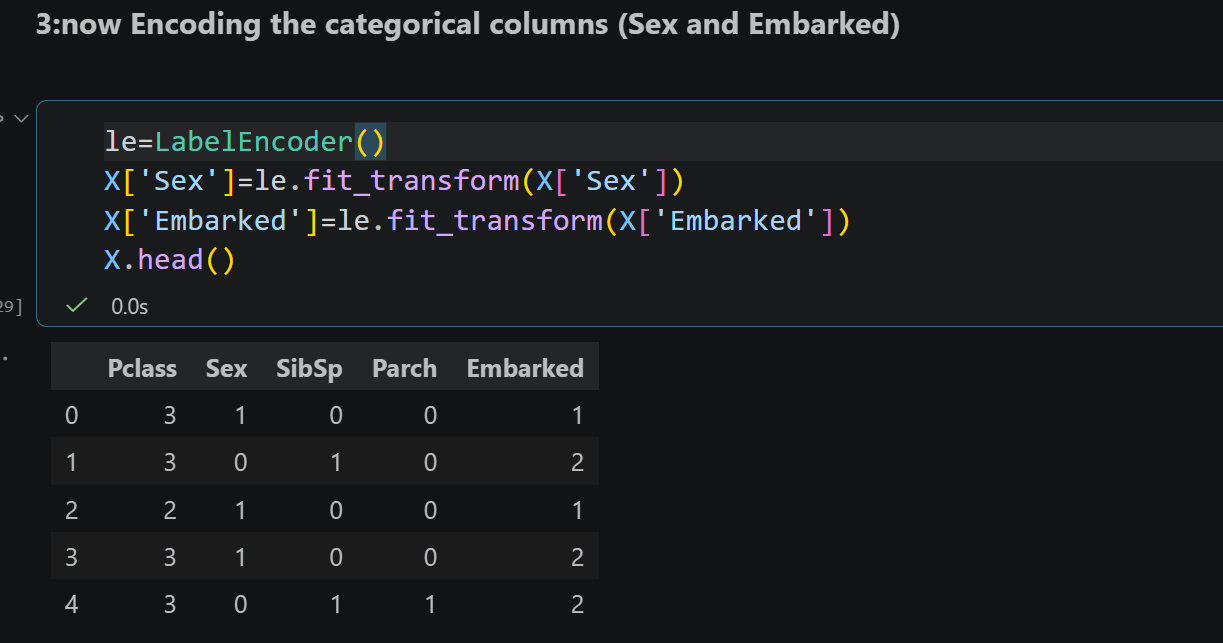 3:now Encoding the categorical columns (Sex and Embarked)
le=LabelEncoder()
X['Sex']=le.fit_transform(X['Sex'])
X['Embarked']=le.fit_transform(X['Embarked'])
X.head()
29] 0.0s
Pclass Sex SibSp Parch Embarked
0 3 1 0 0 1
1 3 0 1 0 2
2 2 1 0 0 1
3 3 1 0 0 2
4 3 0 1 1 2